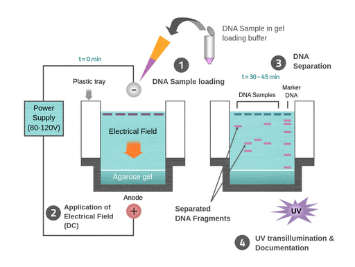 DNA Sample in gel
loading buffer
t = 0 min
−
1
DNA Sample loading
Plastic tray
Power
Supply
(80-120V)
Electrical Field
Agarose gel
Anode
+
2
Application of
Electrical Field
(DC)
3
DNA
Separation
t = 30 - 45 min
DNA Samples
Marker
DNA
Separated
DNA Fragments
UV
4
UV transillumination &
Documentation